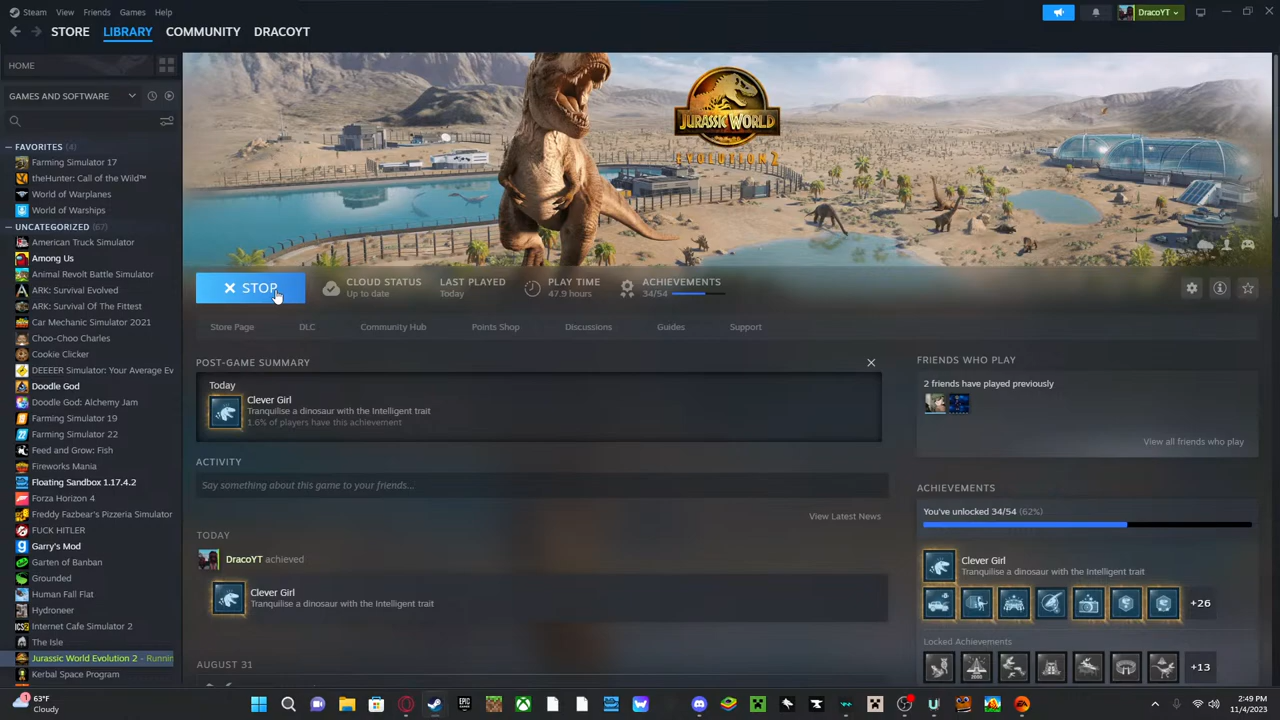 Steam View Friends Games Help
DracoYT
STORE LIBRARY COMMUNITY DRACOYT
HOME
GAMES AND SOFTWARE
FAVORITES (4)
Farming Simulator 17
theHunter: Call of the Wild™
World of Warplanes
World of Warships
UNCATEGORIZED (67)
American Truck Simulator
Among Us
Animal Revolt Battle Simulator
ARK: Survival Evolved
ARK: Survival Of The Fittest
Car Mechanic Simulator 2021
Choo-Choo Charles
Cookie Clicker
DEEEER Simulator: Your Average Ev
Doodle God
Doodle God: Alchemy Jam
Farming Simulator 19
Farming Simulator 22
Feed and Grow: Fish
Fireworks Mania
Floating Sandbox 1.17.4.2
Forza Horizon 4
Freddy Fazbear's Pizzeria Simulator
FUCK HITLER
Garry's Mod
Garten of Banban
Grounded
Human Fall Flat
Hydroneer
Internet Cafe Simulator 2
The Isle
Jurassic World Evolution 2 - Runnin
Kerbal Space Program
JURASSIC WORLD
EVOLUTION 2
STOP
CLOUD STATUS
Up to date
LAST PLAYED
Today
PLAY TIME
47.9 hours
ACHIEVEMENTS
34/54
Store Page DLC Community Hub Points Shop Discussions Guides Support
POST-GAME SUMMARY
Today
Clever Girl
Tranquilise a dinosaur with the Intelligent trait
1.6% of players have this achievement
ACTIVITY
Say something about this game to your friends...
View Latest News
TODAY
DracoYT achieved
Clever Girl
Tranquilise a dinosaur with the Intelligent trait
AUGUST 31
FRIENDS WHO PLAY
2 friends have played previously
View all friends who play
ACHIEVEMENTS
You've unlocked 34/54 (62%)
Clever Girl
Tranquilise a dinosaur with the Intelligent trait
+26
Locked Achievements
+13
63°F
Cloudy
EPIC
2:49 PM
11/4/2023